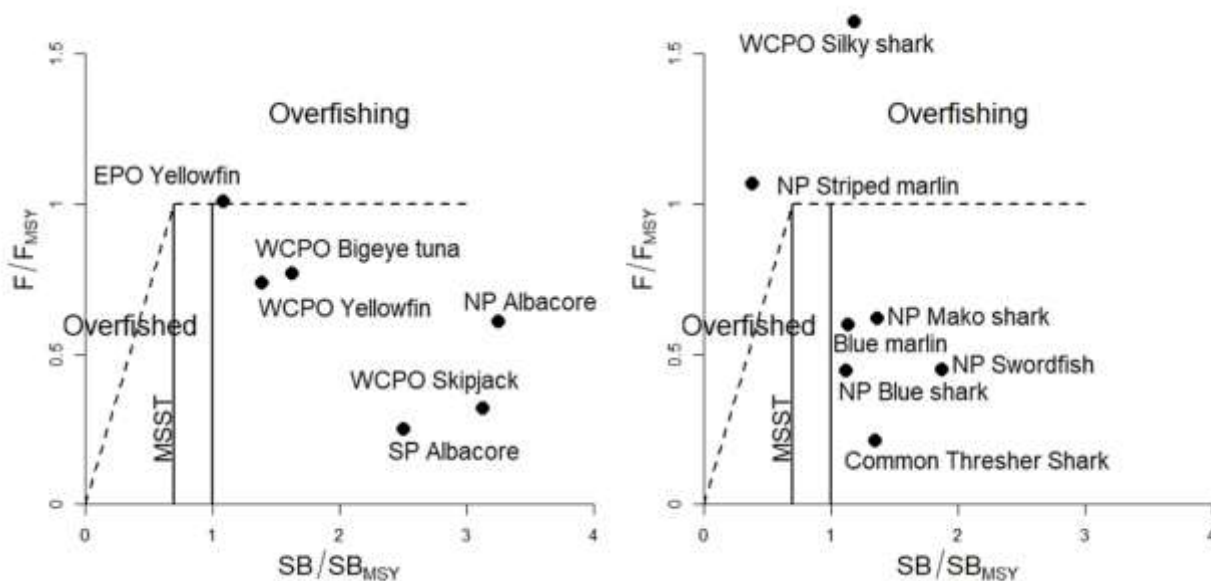 1.5
Overfishing
EPO Yellowfin
1
WCPO Bigeye tuna
WCPO Yellowfin
NP Albacore
Overfished
0.5
WCPO Skipjack
SP Albacore
MSST
0
F/F_MSY
0 1 2 3 4
SB/SB_MSY
WCPO Silky shark
1.5
Overfishing
NP Striped marlin
1
NP Mako shark
Overfished
Blue marlin
NP Swordfish
0.5
NP Blue shark
Common Thresher Shark
MSST
0
F/F_MSY
0 1 2 3 4
SB/SB_MSY